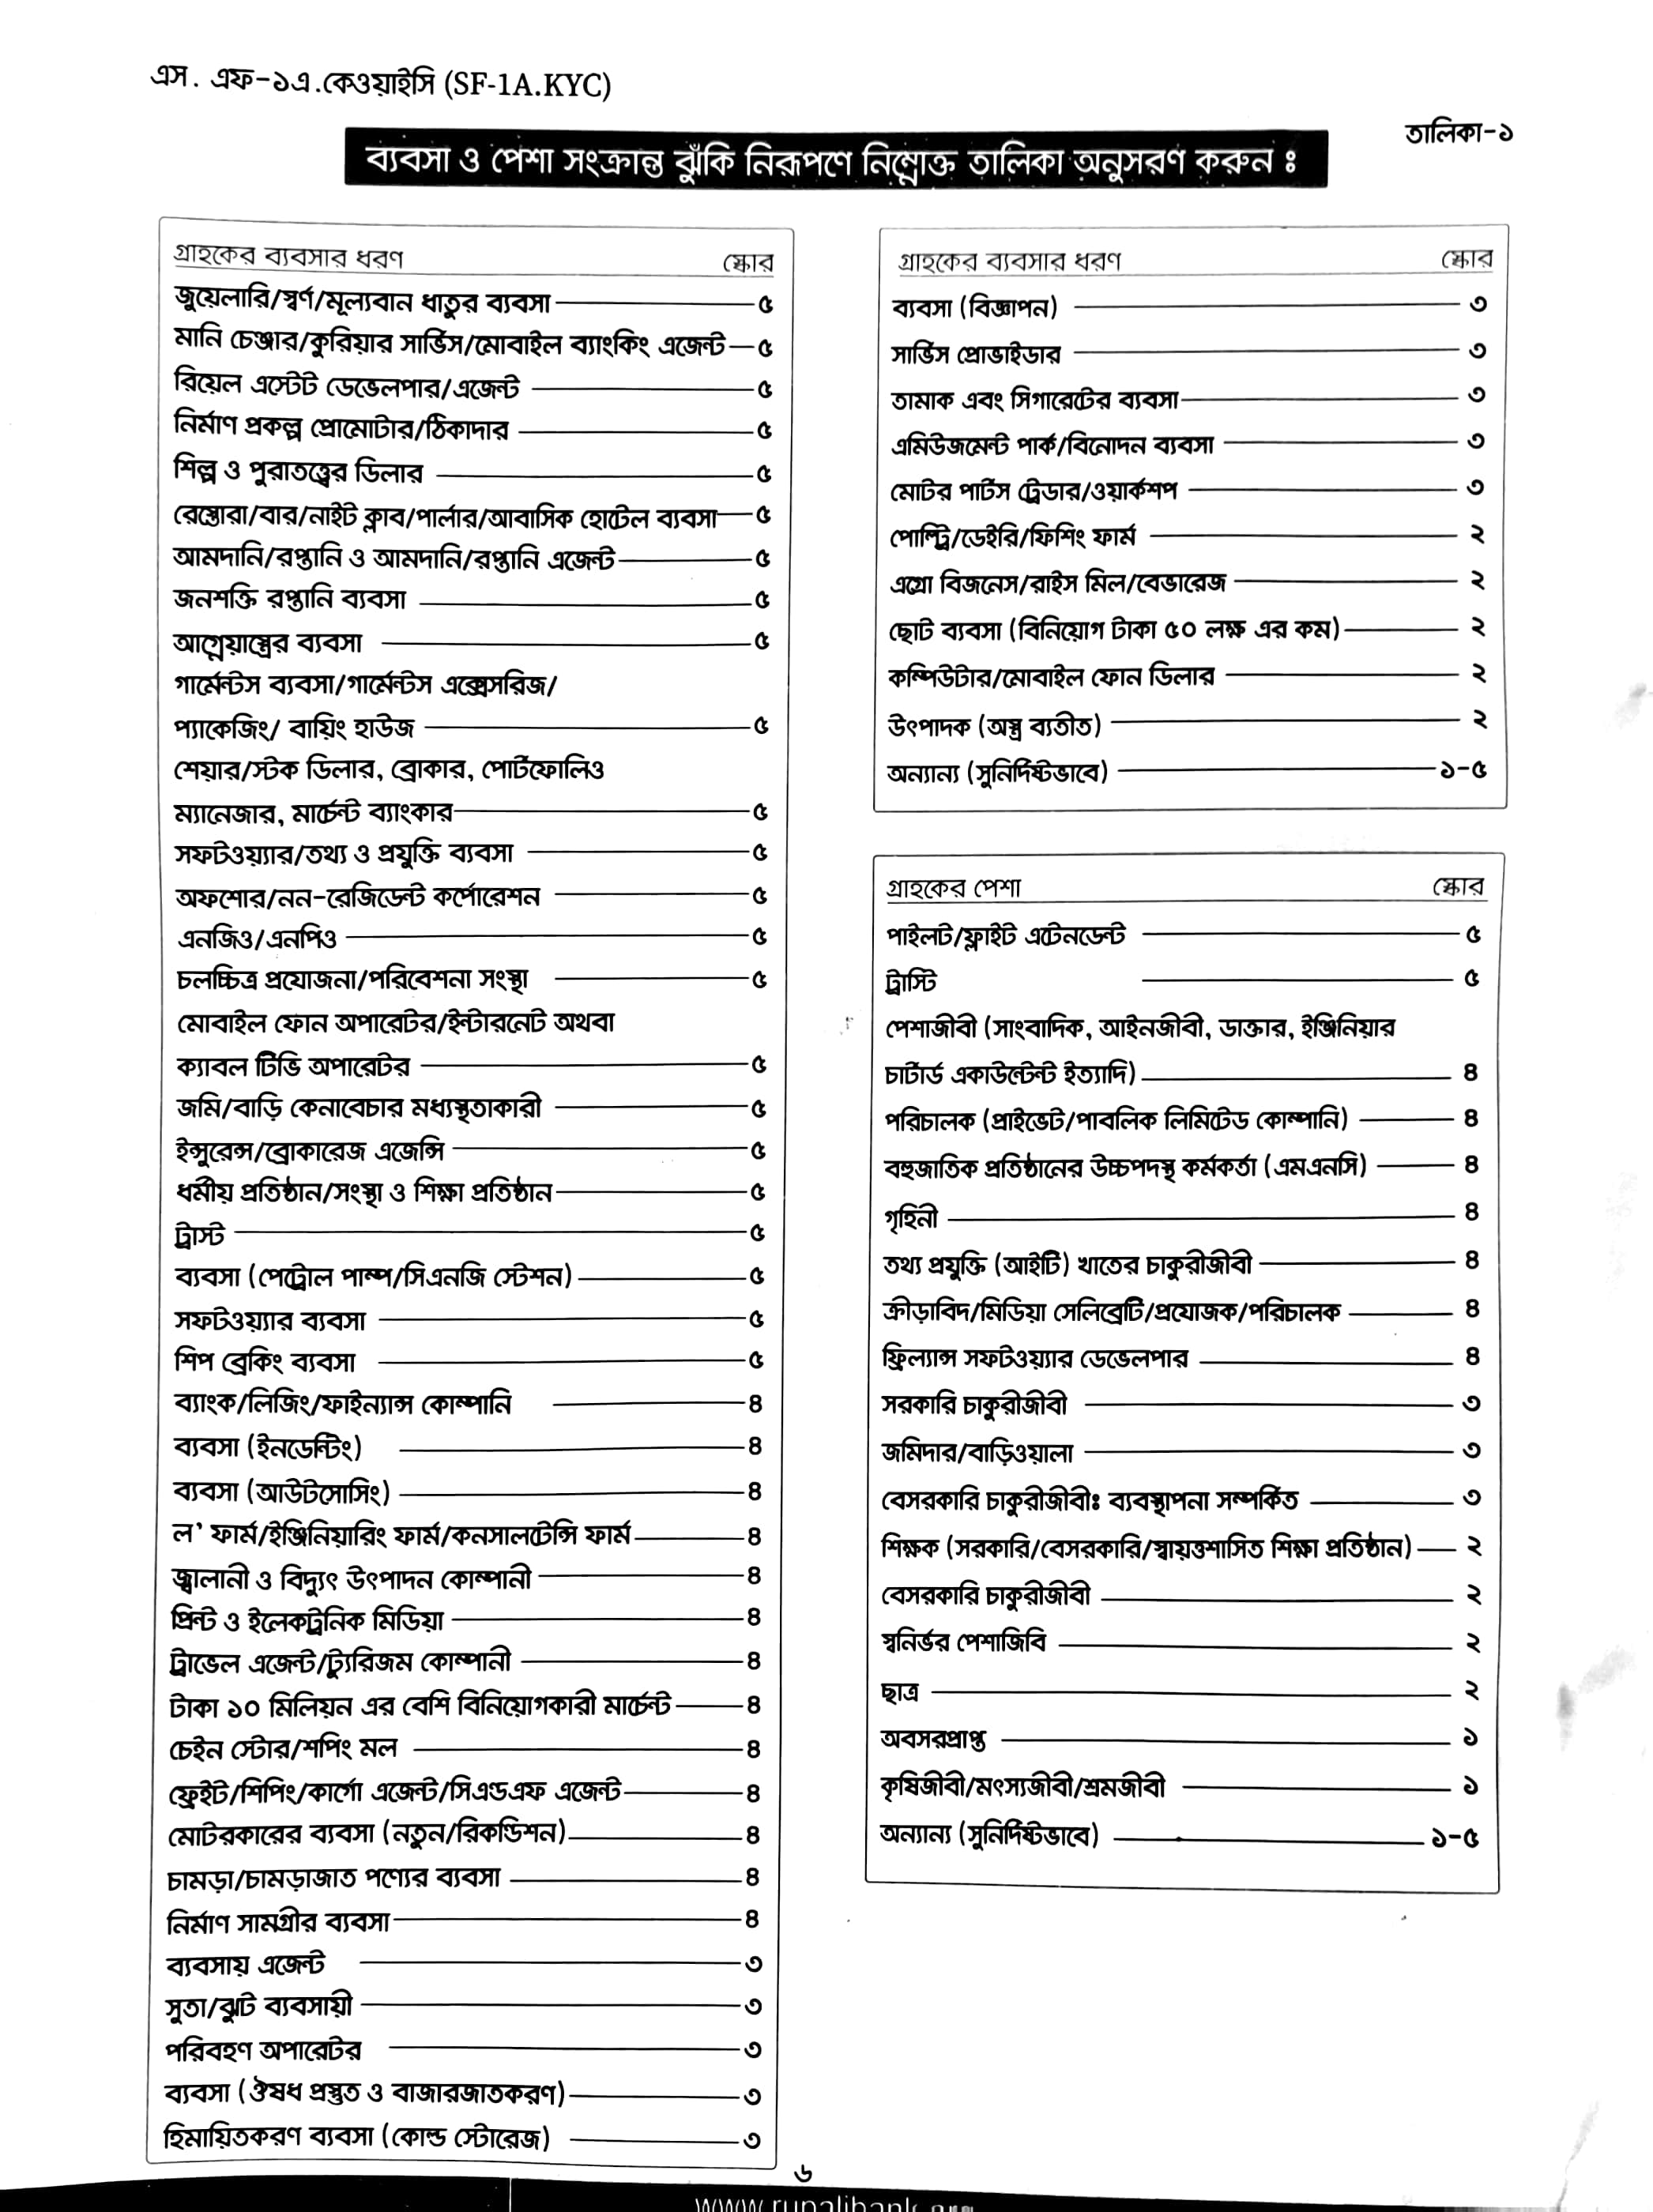 এস. এফ-১এ.কেওয়াইসি (SF-1A.KYC)
তালিকা-১
ব্যবসা ও পেশা সংক্রান্ত ঝুঁকি নিরূপণে নিম্নোক্ত তালিকা অনুসরণ করুন ঃ
গ্রাহকের ব্যবসার ধরণ স্কোর
জুয়েলারি/স্বর্ণ/মূল্যবান ধাতুর ব্যবসা ৫
মানি চেঞ্জার/কুরিয়ার সার্ভিস/মোবাইল ব্যাংকিং এজেন্ট ৫
রিয়েল এস্টেট ডেভেলপার/এজেন্ট ৫
নির্মাণ প্রকল্প প্রোমোটার/ঠিকাদার ৫
শিল্প ও পুরাতত্ত্বের ডিলার ৫
রেস্তোরা/বার/নাইট ক্লাব/পার্লার/আবাসিক হোটেল ব্যবসা ৫
আমদানি/রপ্তানি ও আমদানি/রপ্তানি এজেন্ট ৫
জনশক্তি রপ্তানি ব্যবসা ৫
আগ্নেয়াস্ত্রের ব্যবসা ৫
গার্মেন্টস ব্যবসা/গার্মেন্টস এক্সেসরিজ/
প্যাকেজিং/ বায়িং হাউজ ৫
শেয়ার/স্টক ডিলার, ব্রোকার, পোর্টফোলিও
ম্যানেজার, মার্চেন্ট ব্যাংকার ৫
সফটওয়্যার/তথ্য ও প্রযুক্তি ব্যবসা ৫
অফশোর/নন-রেজিডেন্ট কর্পোরেশন ৫
এনজিও/এনপিও ৫
চলচ্চিত্র প্রযোজনা/পরিবেশনা সংস্থা ৫
মোবাইল ফোন অপারেটর/ইন্টারনেট অথবা
ক্যাবল টিভি অপারেটর ৫
জমি/বাড়ি কেনাবেচার মধ্যস্থতাকারী ৫
ইন্সুরেন্স/ব্রোকারেজ এজেন্সি ৫
ধর্মীয় প্রতিষ্ঠান/সংস্থা ও শিক্ষা প্রতিষ্ঠান ৫
ট্রাস্ট ৫
ব্যবসা (পেট্রোল পাম্প/সিএনজি স্টেশন) ৫
সফটওয়্যার ব্যবসা ৫
শিপ ব্রেকিং ব্যবসা ৫
ব্যাংক/লিজিং/ফাইন্যান্স কোম্পানি ৪
ব্যবসা (ইনডেন্টিং) ৪
ব্যবসা (আউটসোর্সিং) ৪
ল' ফার্ম/ইঞ্জিনিয়ারিং ফার্ম/কনসালটেন্সি ফার্ম ৪
জ্বালানী ও বিদ্যুৎ উৎপাদন কোম্পানী ৪
প্রিন্ট ও ইলেকট্রনিক মিডিয়া ৪
ট্রাভেল এজেন্ট/ট্যুরিজম কোম্পানী ৪
টাকা ১০ মিলিয়ন এর বেশি বিনিয়োগকারী মার্চেন্ট ৪
চেইন স্টোর/শপিং মল ৪
ফ্রেইট/শিপিং/কার্গো এজেন্ট/সিএন্ডএফ এজেন্ট ৪
মোটরকারের ব্যবসা (নতুন/রিকন্ডিশন) ৪
চামড়া/চামড়াজাত পণ্যের ব্যবসা ৪
নির্মাণ সামগ্রীর ব্যবসা ৪
ব্যবসায় এজেন্ট ৩
সুতা/ঝুট ব্যবসায়ী ৩
পরিবহণ অপারেটর ৩
ব্যবসা (ঔষধ প্রস্তুত ও বাজারজাতকরণ) ৩
হিমায়িতকরণ ব্যবসা (কোল্ড স্টোরেজ) ৩
গ্রাহকের ব্যবসার ধরণ স্কোর
ব্যবসা (বিজ্ঞাপন) ৩
সার্ভিস প্রোভাইডার ৩
তামাক এবং সিগারেটের ব্যবসা ৩
এমিউজমেন্ট পার্ক/বিনোদন ব্যবসা ৩
মোটর পার্টস ট্রেডার/ওয়ার্কশপ ৩
পোল্ট্রি/ডেইরি/ফিশিং ফার্ম ২
এগ্রো বিজনেস/রাইস মিল/বেভারেজ ২
ছোট ব্যবসা (বিনিয়োগ টাকা ৫০ লক্ষ এর কম) ২
কম্পিউটার/মোবাইল ফোন ডিলার ২
উৎপাদক (অস্ত্র ব্যতীত) ২
অন্যান্য (সুনির্দিষ্টভাবে) ১-৫
গ্রাহকের পেশা স্কোর
পাইলট/ফ্লাইট এটেনডেন্ট ৫
ট্রাস্টি ৫
পেশাজীবী (সাংবাদিক, আইনজীবী, ডাক্তার, ইঞ্জিনিয়ার
চার্টার্ড একাউন্টেন্ট ইত্যাদি) ৪
পরিচালক (প্রাইভেট/পাবলিক লিমিটেড কোম্পানি) ৪
বহুজাতিক প্রতিষ্ঠানের উচ্চপদস্থ কর্মকর্তা (এমএনসি) ৪
গৃহিনী ৪
তথ্য প্রযুক্তি (আইটি) খাতের চাকুরীজীবী ৪
ক্রীড়াবিদ/মিডিয়া সেলিব্রেটি/প্রযোজক/পরিচালক ৪
ফ্রিল্যান্স সফটওয়্যার ডেভেলপার ৪
সরকারি চাকুরীজীবী ৩
জমিদার/বাড়িওয়ালা ৩
বেসরকারি চাকুরীজীবীঃ ব্যবস্থাপনা সম্পর্কিত ৩
শিক্ষক (সরকারি/বেসরকারি/স্বায়ত্তশাসিত শিক্ষা প্রতিষ্ঠান) ২
বেসরকারি চাকুরীজীবী ২
স্বনির্ভর পেশাজিবি ২
ছাত্র ২
অবসরপ্রাপ্ত ১
কৃষিজীবী/মৎস্যজীবী/শ্রমজীবী ১
অন্যান্য (সুনির্দিষ্টভাবে) ১-৫
৬
www.rupalibank.org